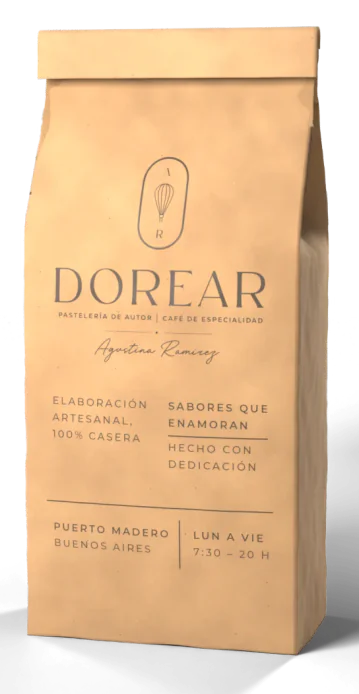 A
R
DOREAR
PASTELERÍA DE AUTOR | CAFÉ DE ESPECIALIDAD
Agustina Ramirez
ELABORACIÓN
ARTESANAL,
100% CASERA
SABORES QUE
ENAMORAN
HECHO CON
DEDICACIÓN
PUERTO MADERO
BUENOS AIRES
LUN A VIE
7:30 – 20 H